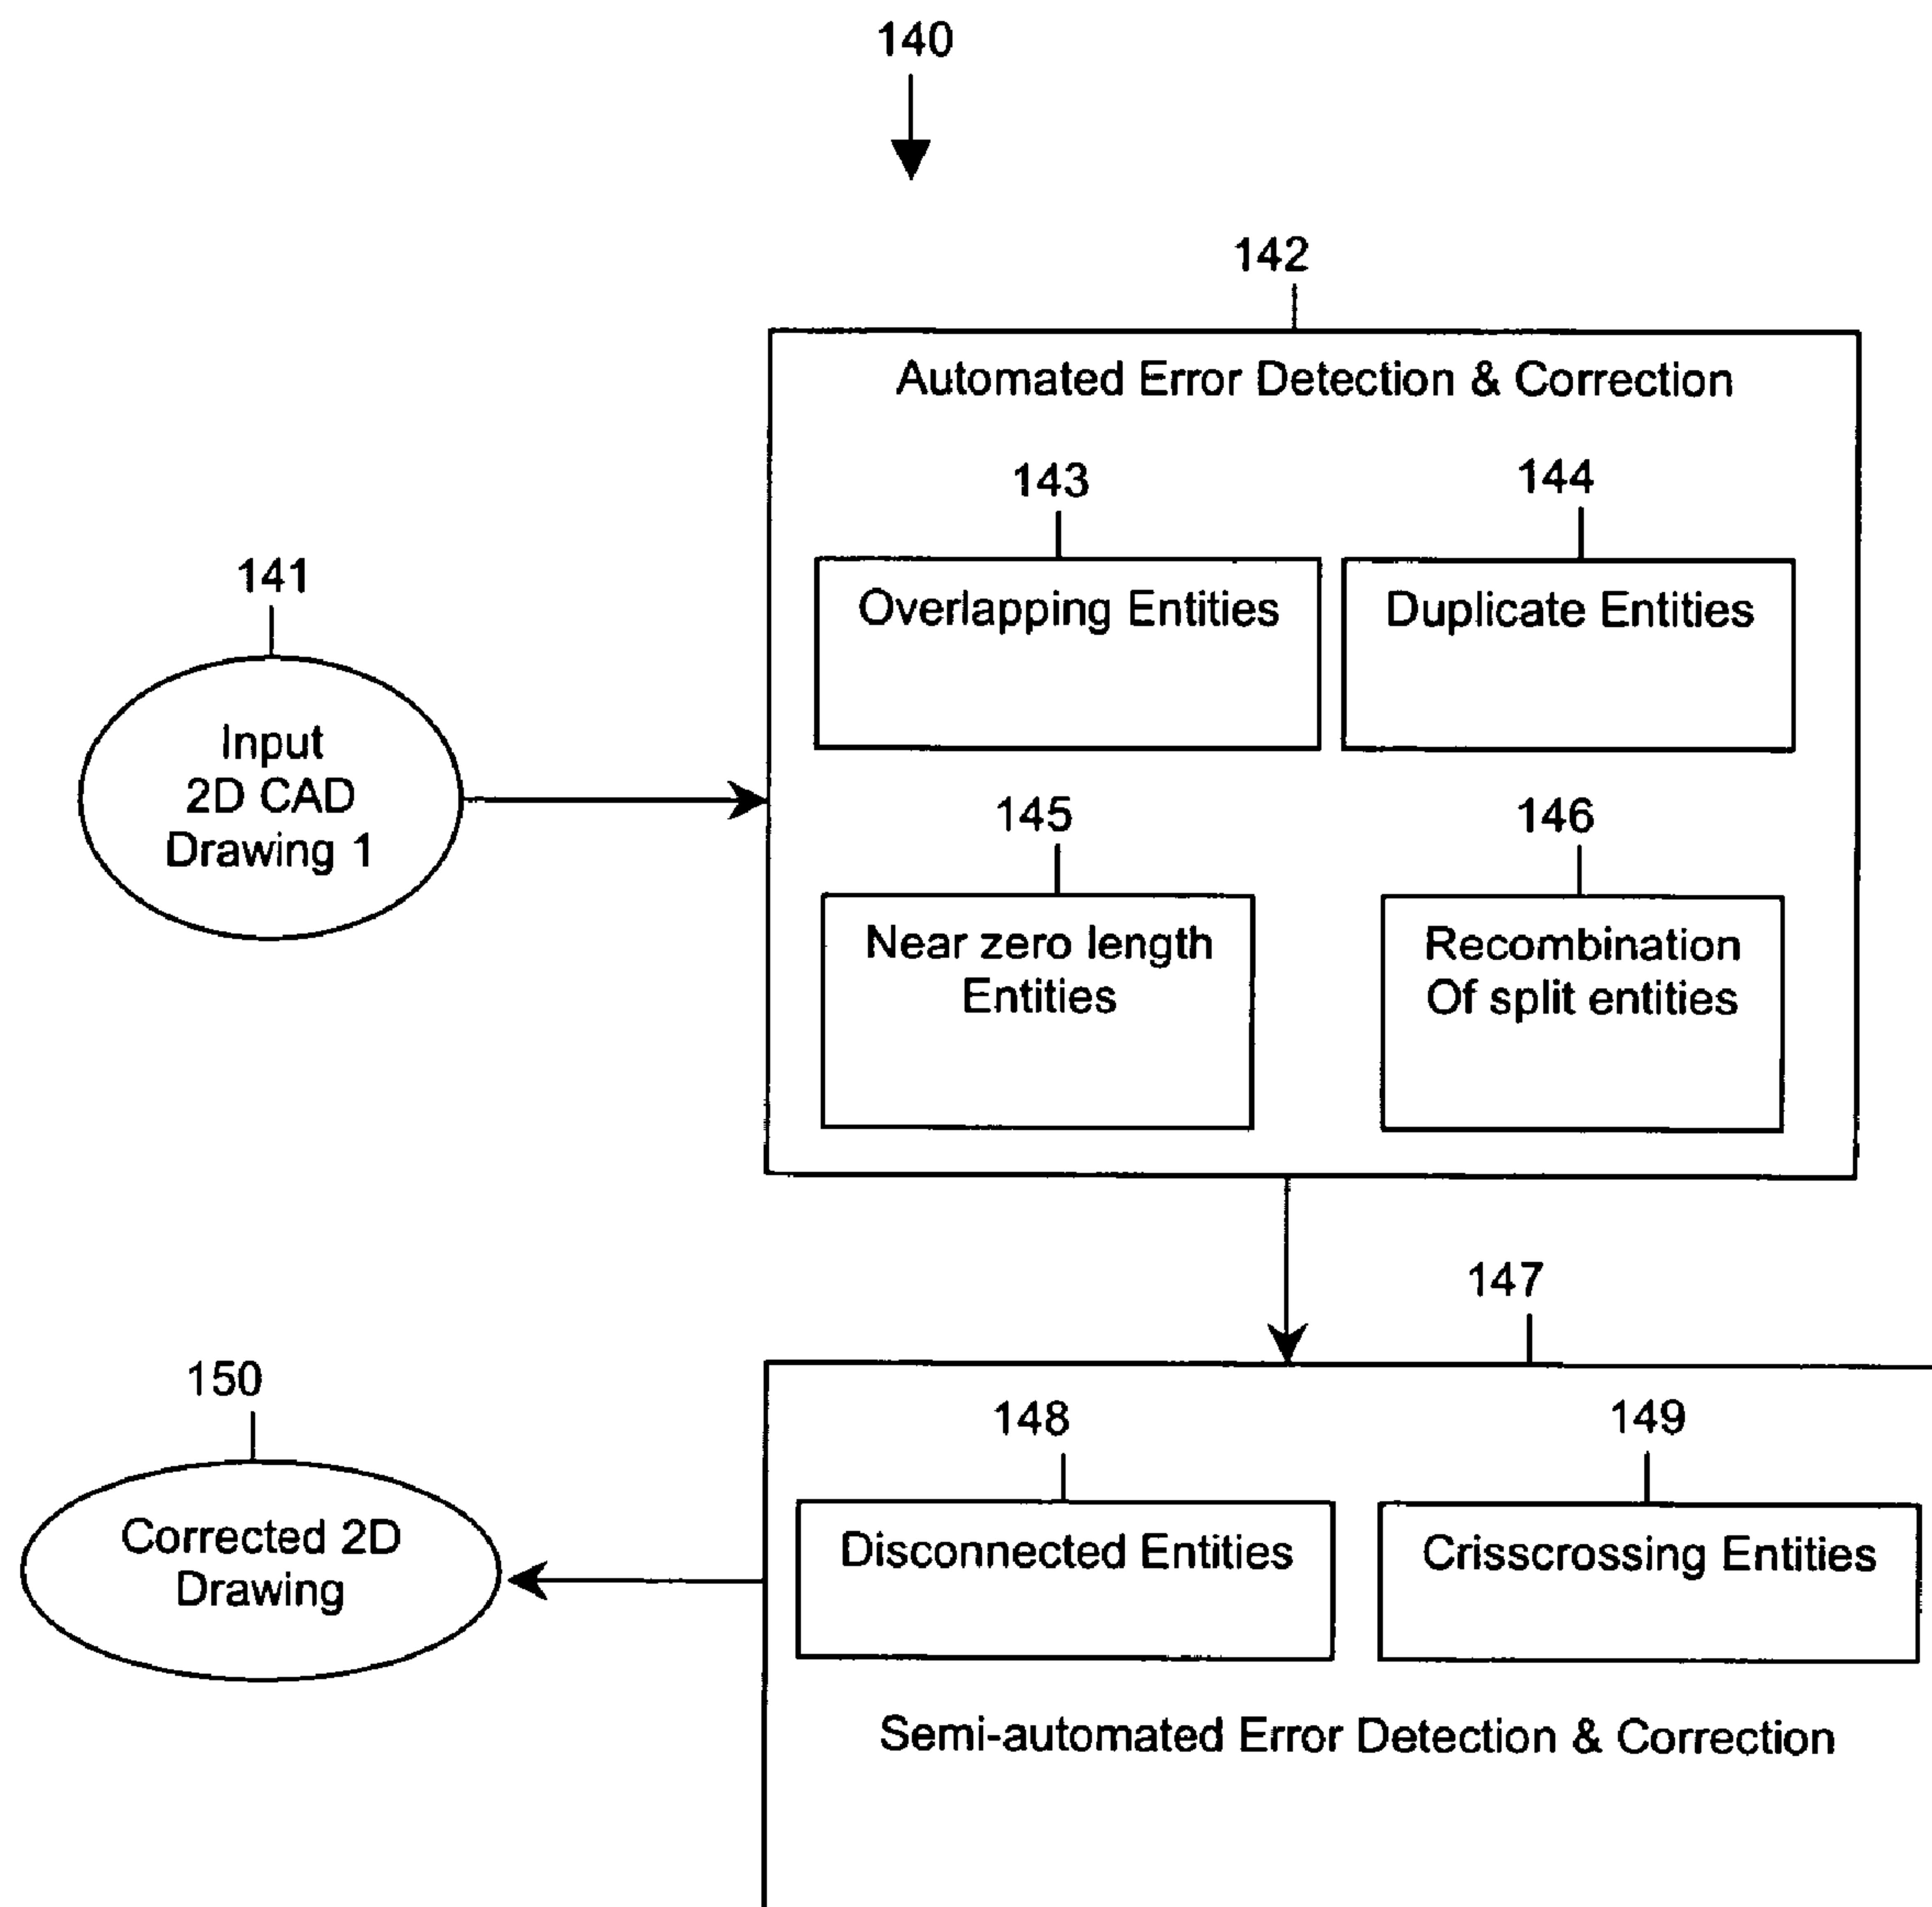 140
142
Automated Error Detection & Correction
143
144
Overlapping Entities
Duplicate Entities
141
Input
2D CAD
Drawing 1
145
146
Near zero length
Entities
Recombination
Of split entities
147
150
148
149
Corrected 2D
Drawing
Disconnected Entities
Crisscrossing Entities
Semi-automated Error Detection & Correction